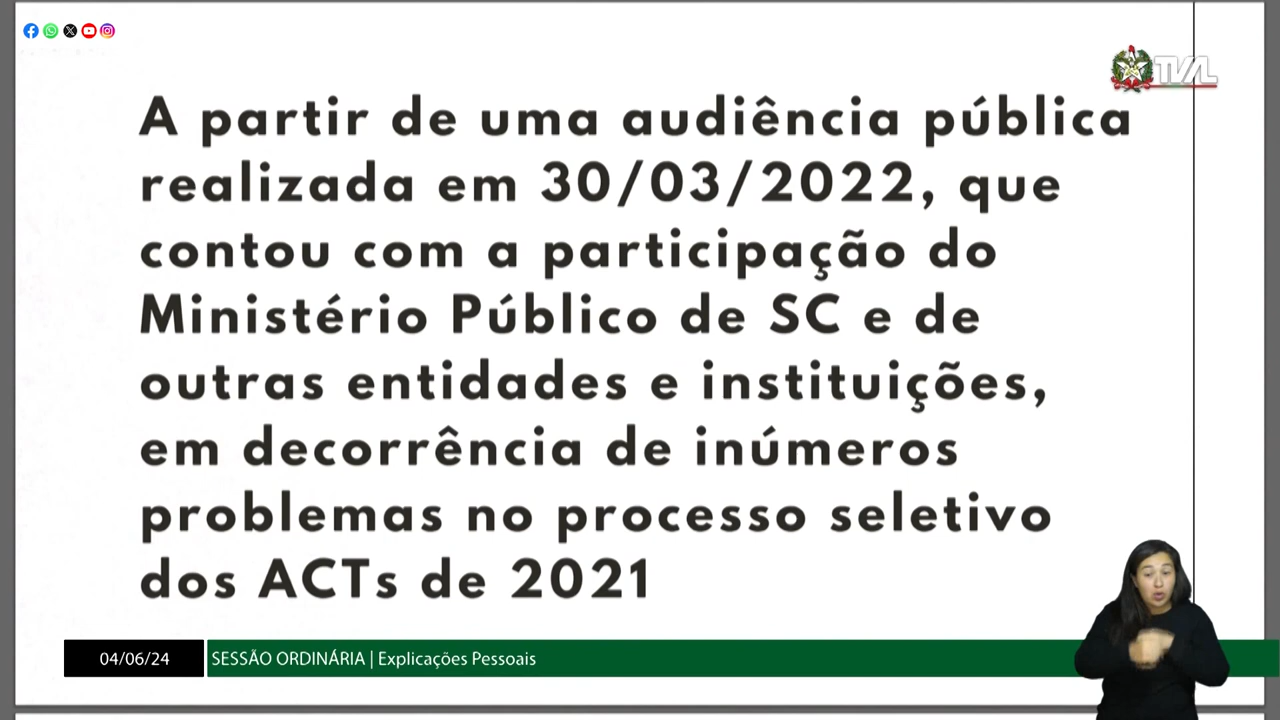 TVAL
A partir de uma audiência pública
realizada em 30/03/2022, que
contou com a participação do
Ministério Público de SC e de
outras entidades e instituições,
em decorrência de inúmeros
problemas no processo seletivo
dos ACTs de 2021
04/06/24
SESSÃO ORDINÁRIA | Explicações Pessoais